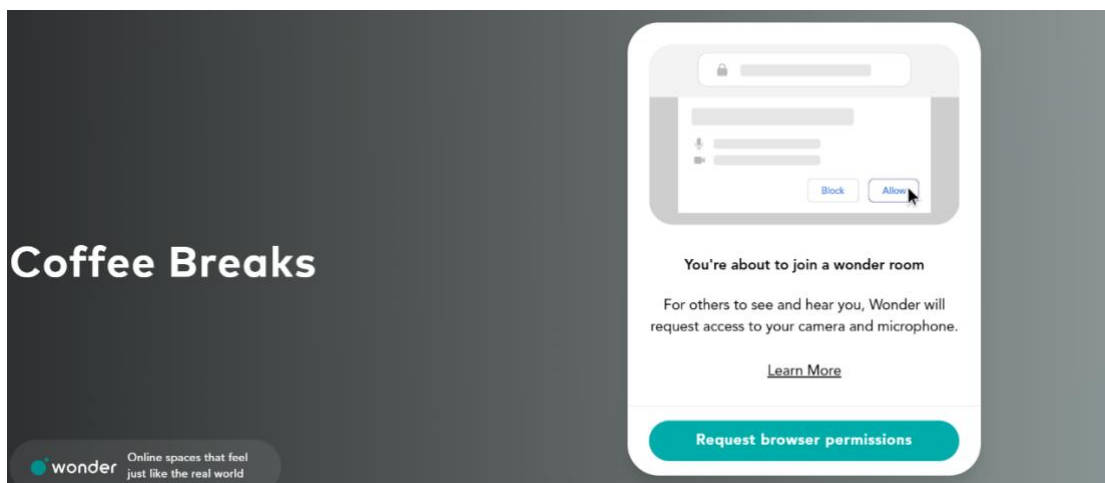 Coffee Breaks
wonder
Online spaces that feel
just like the real world
Block
Allow
You're about to join a wonder room
For others to see and hear you, Wonder will
request access to your camera and microphone.
Learn More
Request browser permissions